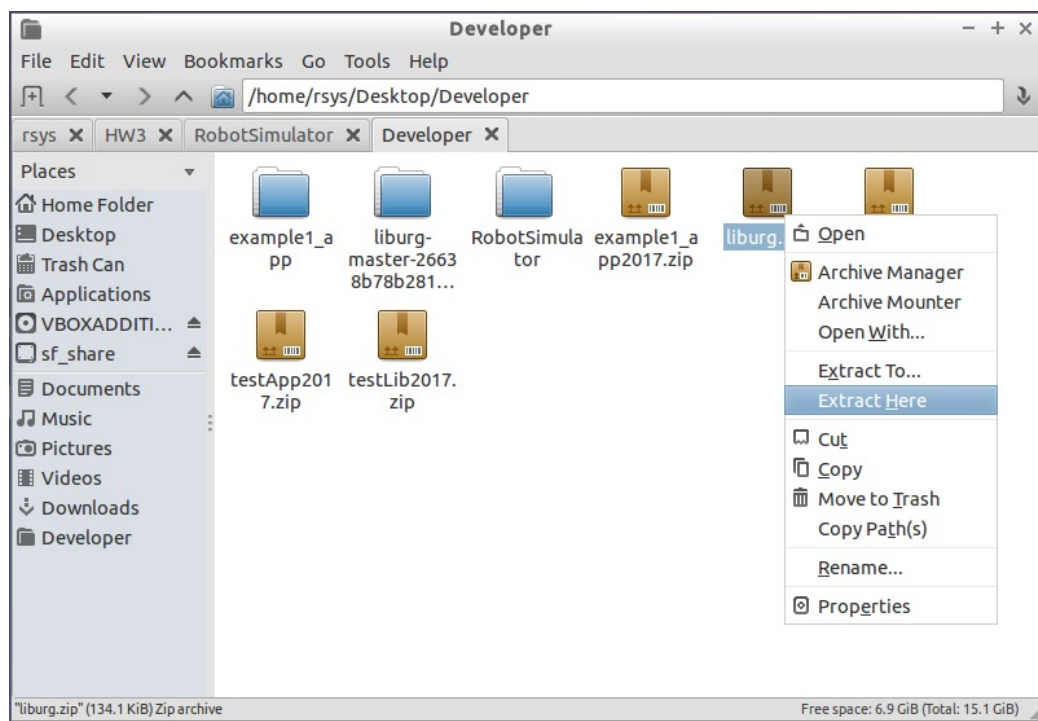 Developer
File Edit View Bookmarks Go Tools Help
/home/rsys/Desktop/Developer
rsys HW3 RobotSimulator Developer
Places
Home Folder
Desktop
Trash Can
Applications
VBOXADDITI...
sf_share
Documents
Music
Pictures
Videos
Downloads
Developer
example1_a
pp
liburg-
master-2663
8b78b281...
RobotSimula
tor
example1_a
pp2017.zip
liburg.
testApp201
7.zip
testLib2017.
zip
Open
Archive Manager
Archive Mounter
Open With...
Extract To...
Extract Here
Cut
Copy
Move to Trash
Copy Path(s)
Rename...
Properties
"liburg.zip" (134.1 KiB) Zip archive
Free space: 6.9 GiB (Total: 15.1 GiB)